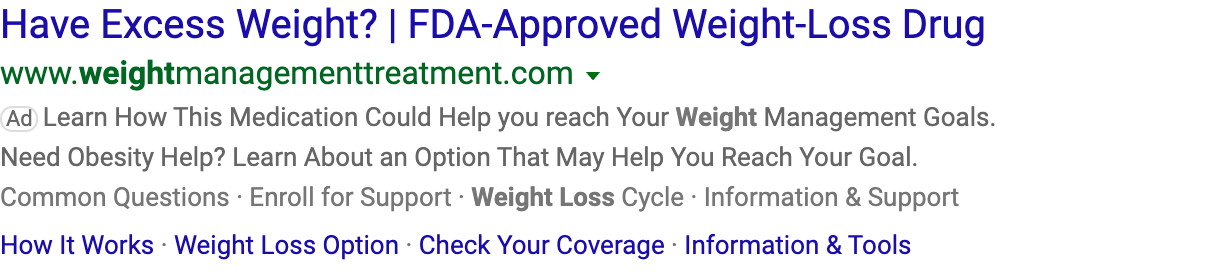 Have Excess Weight? | FDA-Approved Weight-Loss Drug
www.weightmanagementtreatment.com
Ad Learn How This Medication Could Help you reach Your Weight Management Goals.
Need Obesity Help? Learn About an Option That May Help You Reach Your Goal.
Common Questions · Enroll for Support · Weight Loss Cycle · Information & Support
How It Works · Weight Loss Option · Check Your Coverage · Information & Tools